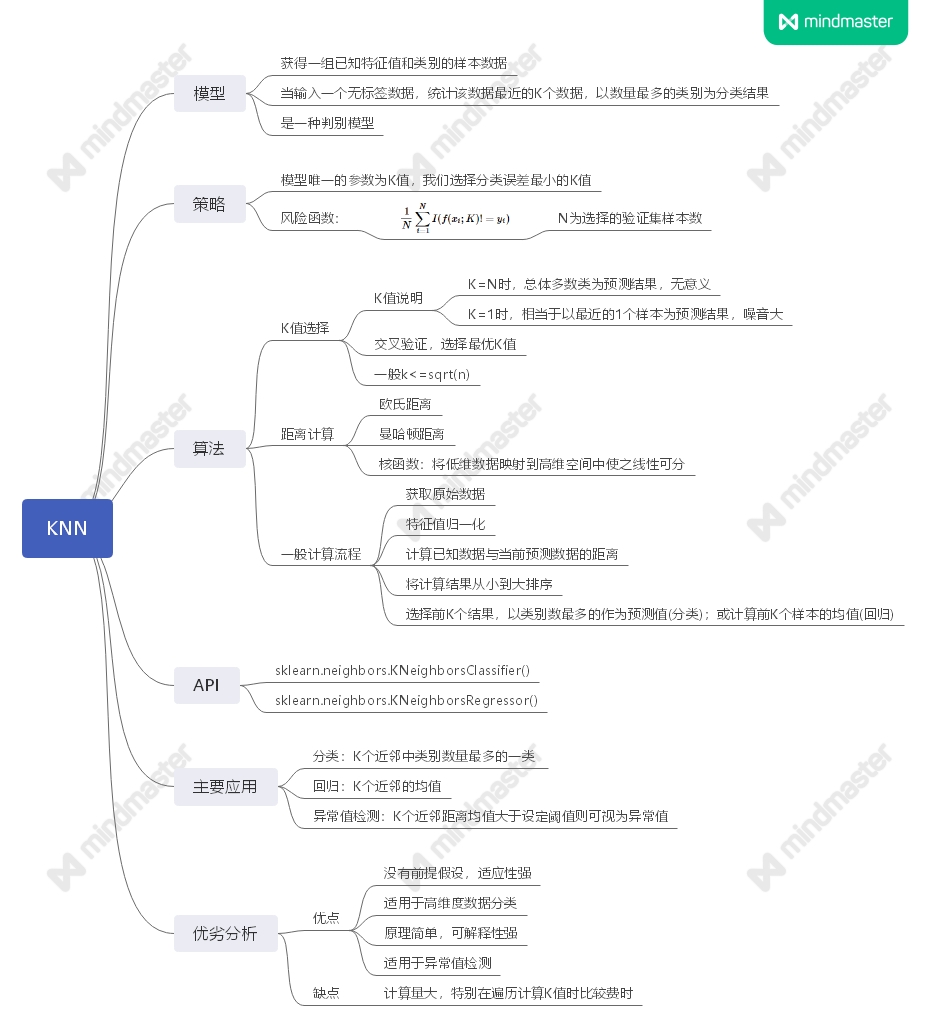 mindmaster
KNN
模型
获得一组已知特征值和类别的样本数据
当输入一个无标签数据，统计该数据最近的K个数据，以数量最多的类别为分类结果
是一种判别模型
策略
模型唯一的参数为K值，我们选择分类误差最小的K值
风险函数：
\frac{1}{N}\sum_{i=1}^{N} I(f(x_i; K)! = y_i)
N为选择的验证集样本数
算法
K值选择
K值说明
K=N时，总体多数类为预测结果，无意义
K=1时，相当于以最近的1个样本为预测结果，噪音大
交叉验证，选择最优K值
一般k<=sqrt(n)
距离计算
欧氏距离
曼哈顿距离
核函数：将低维数据映射到高维空间中使之线性可分
一般计算流程
获取原始数据
特征值归一化
计算已知数据与当前预测数据的距离
将计算结果从小到大排序
选择前K个结果，以类别数最多的作为预测值(分类)；或计算前K个样本的均值(回归)
API
sklearn.neighbors.KNeighborsClassifier()
sklearn.neighbors.KNeighborsRegressor()
主要应用
分类：K个近邻中类别数量最多的一类
回归：K个近邻的均值
异常值检测：K个近邻距离均值大于设定阈值则可视为异常值
优劣分析
优点
没有前提假设，适应性强
适用于高维度数据分类
原理简单，可解释性强
适用于异常值检测
缺点
计算量大，特别在遍历计算K值时比较费时
mindmaster
mindmaster
mindmaster
mindmaster
mindmaster
mindmaster
mindmaster
mindmaster
mindmaster